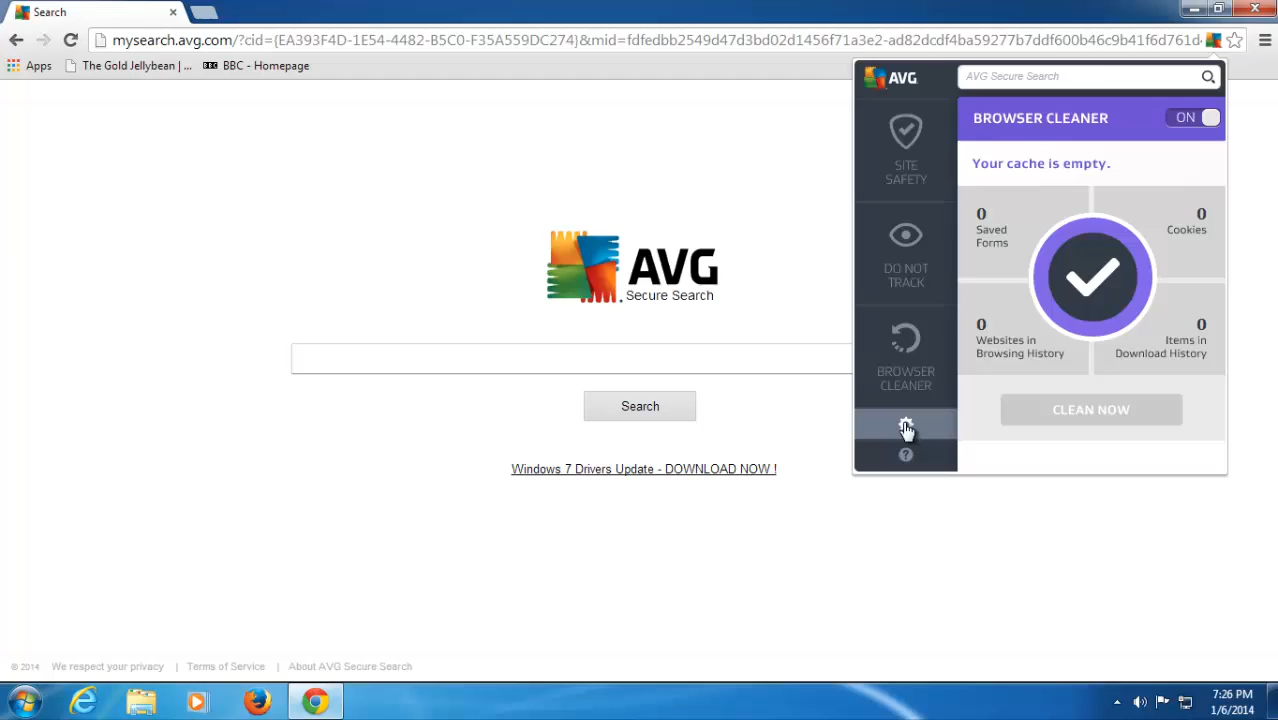 Search
mysearch.avg.com/?cid={EA393F4D-1E54-4482-B5C0-F35A55DC274}&mid=fdfedbb2549d47d3bd02d1456f71a3e2-ad82dcdf4ba59277b7ddf600b46c9b41f6d761d
Apps
The Gold Jellybean | ...
BBC - Homepage
AVG
AVG Secure Search
SITE
SAFETY
DO NOT
TRACK
BROWSER
CLEANER
BROWSER CLEANER
ON
Your cache is empty.
0
Saved
Forms
0
Cookies
0
Websites in
Browsing History
0
Items in
Download History
CLEAN NOW
AVG
Secure Search
Search
Windows 7 Drivers Update - DOWNLOAD NOW !
© 2014 We respect your privacy | Terms of Service | About AVG Secure Search
7:26 PM
1/6/2014